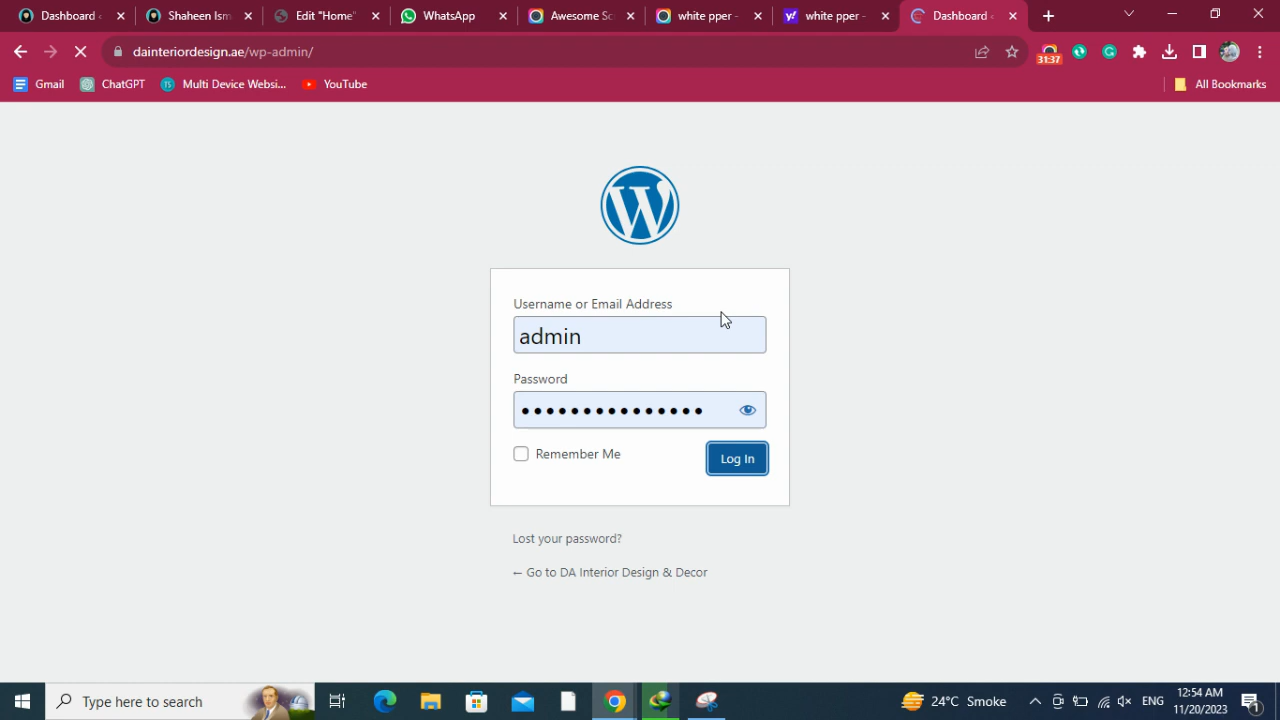 Dashboard
Shaheen Ism
Edit "Home"
WhatsApp
Awesome Sc
white pper -
white pper -
Dashboard
dainteriordesign.ae/wp-admin/
31:37
Gmail
ChatGPT
Multi Device Websi...
YouTube
All Bookmarks
Username or Email Address
admin
Password
Remember Me
Log In
Lost your password?
← Go to DA Interior Design & Decor
Type here to search
24°C Smoke
ENG
12:54 AM
11/20/2023
1